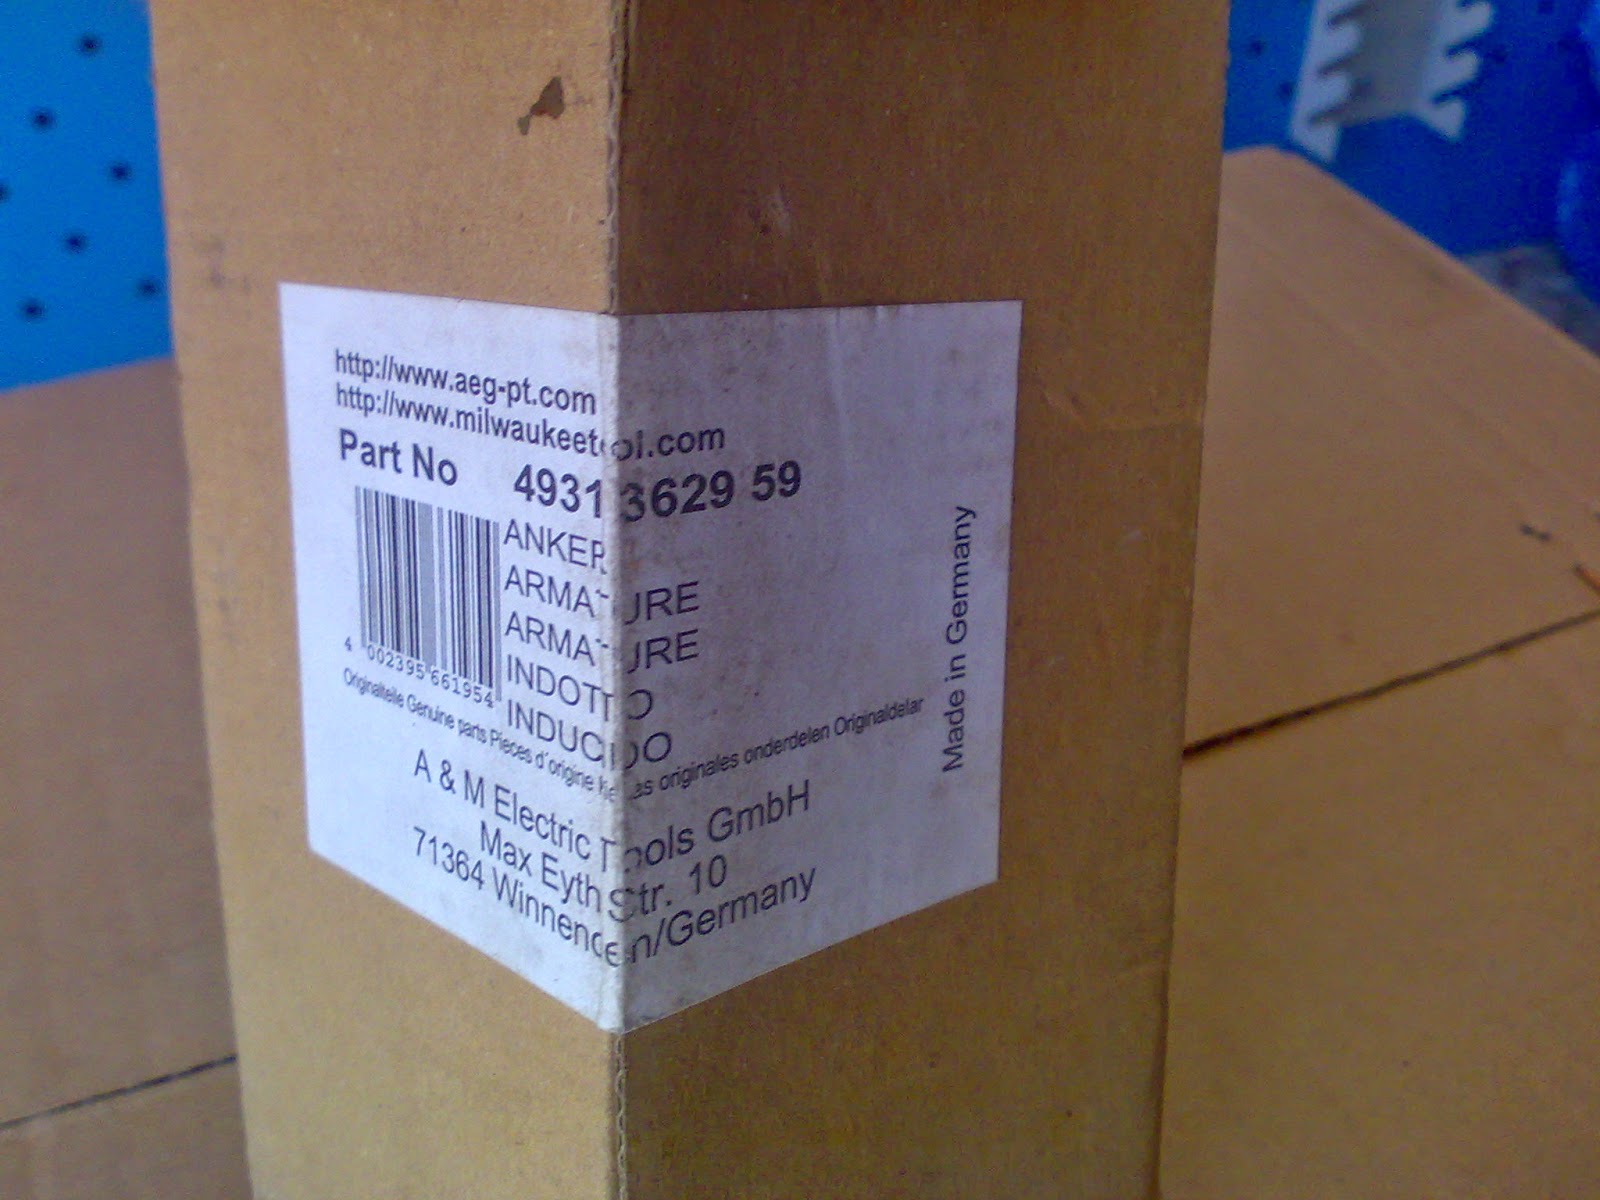 http://www.aeg-pt.com
http://www.milwaukeetool.com
Part No 4931 3629 59
ANKER
ARMATURE
ARMATURE
INDOTTO
INDUCIDO
4 002395 661954
Originalteile Genuine parts Pieces d'origine originales onderdelen Originaldelar
A & M Electric Tools GmbH
Max Eyth Str. 10
71364 Winnenden/Germany
Made in Germany